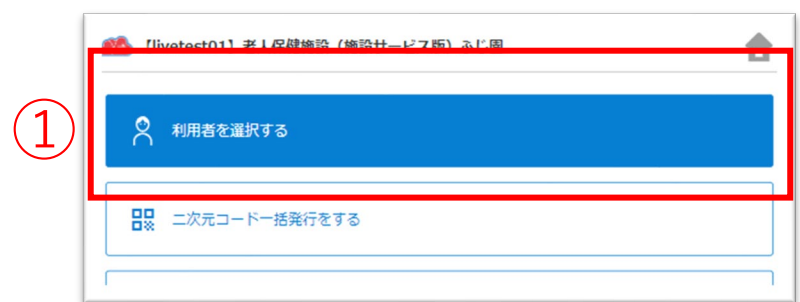 【livetest01】老人保健施設（施設サービス版）ふじ園
①
利用者を選択する
二次元コード一括発行をする